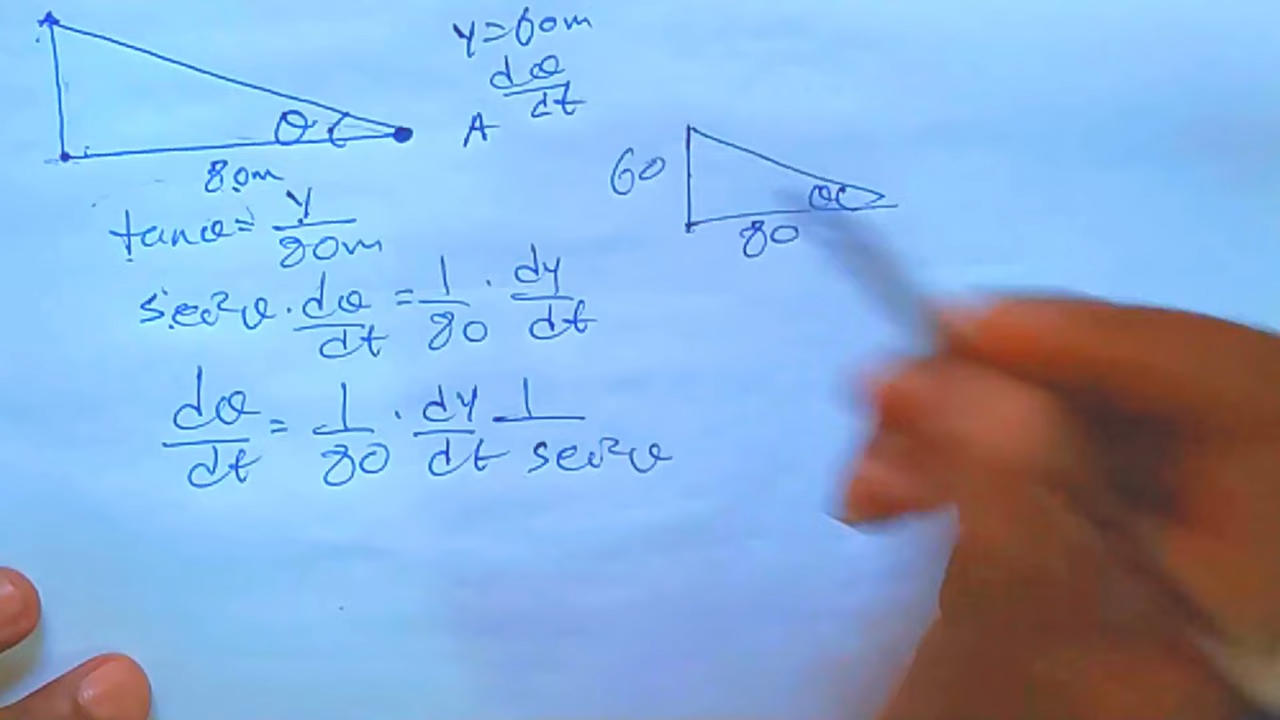 y=60m
dθ/dt
A
θ
80m
tanθ= y/80m
sec²θ · dθ/dt = 1/80 · dy/dt
dθ/dt = 1/80 · dy/dt 1/sec²θ
60
θ
80